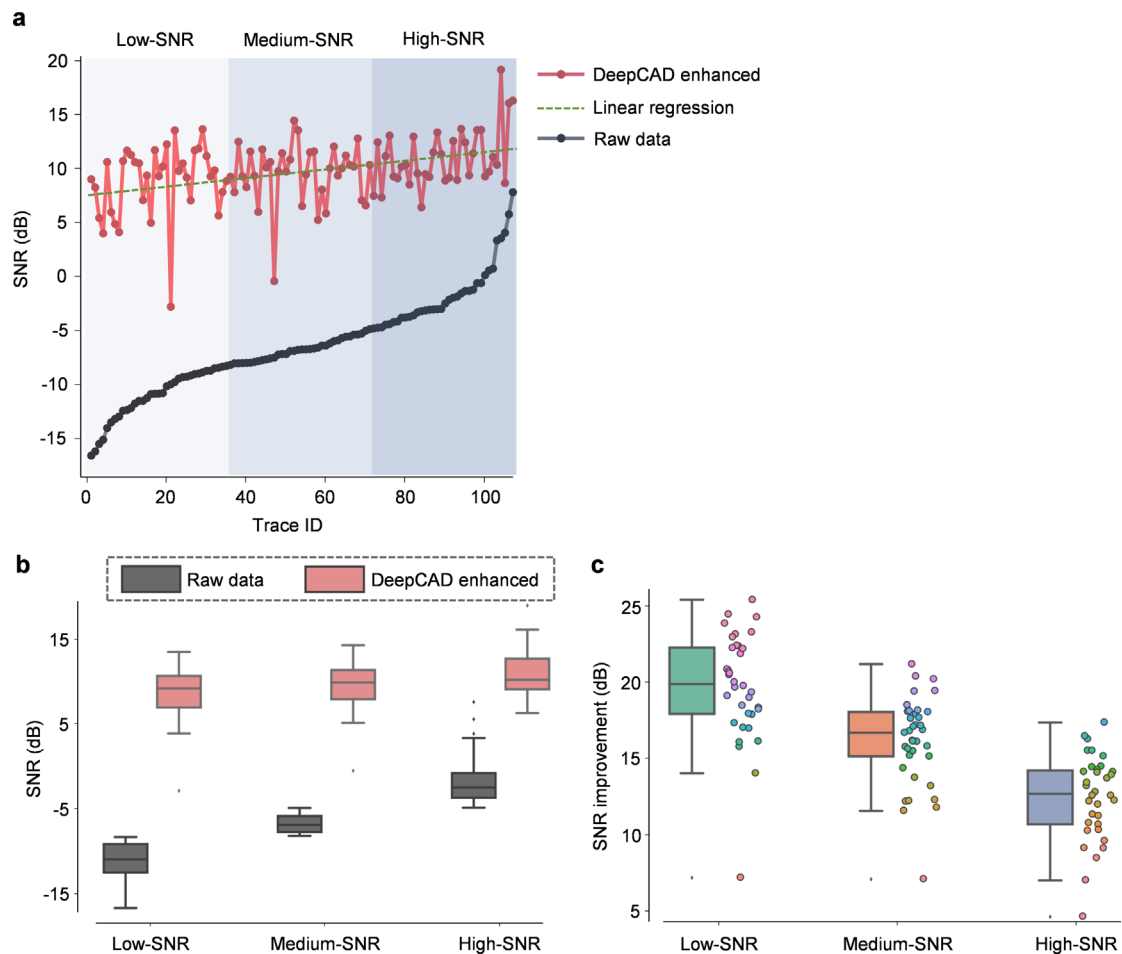 a
Low-SNR Medium-SNR High-SNR
20
15
10
5
0
-5
-10
-15
SNR (dB)
0 20 40 60 80 100
Trace ID
DeepCAD enhanced
Linear regression
Raw data
b
Raw data DeepCAD enhanced
15
5
-5
-15
SNR (dB)
Low-SNR Medium-SNR High-SNR
c
25
20
15
10
5
SNR improvement (dB)
Low-SNR Medium-SNR High-SNR